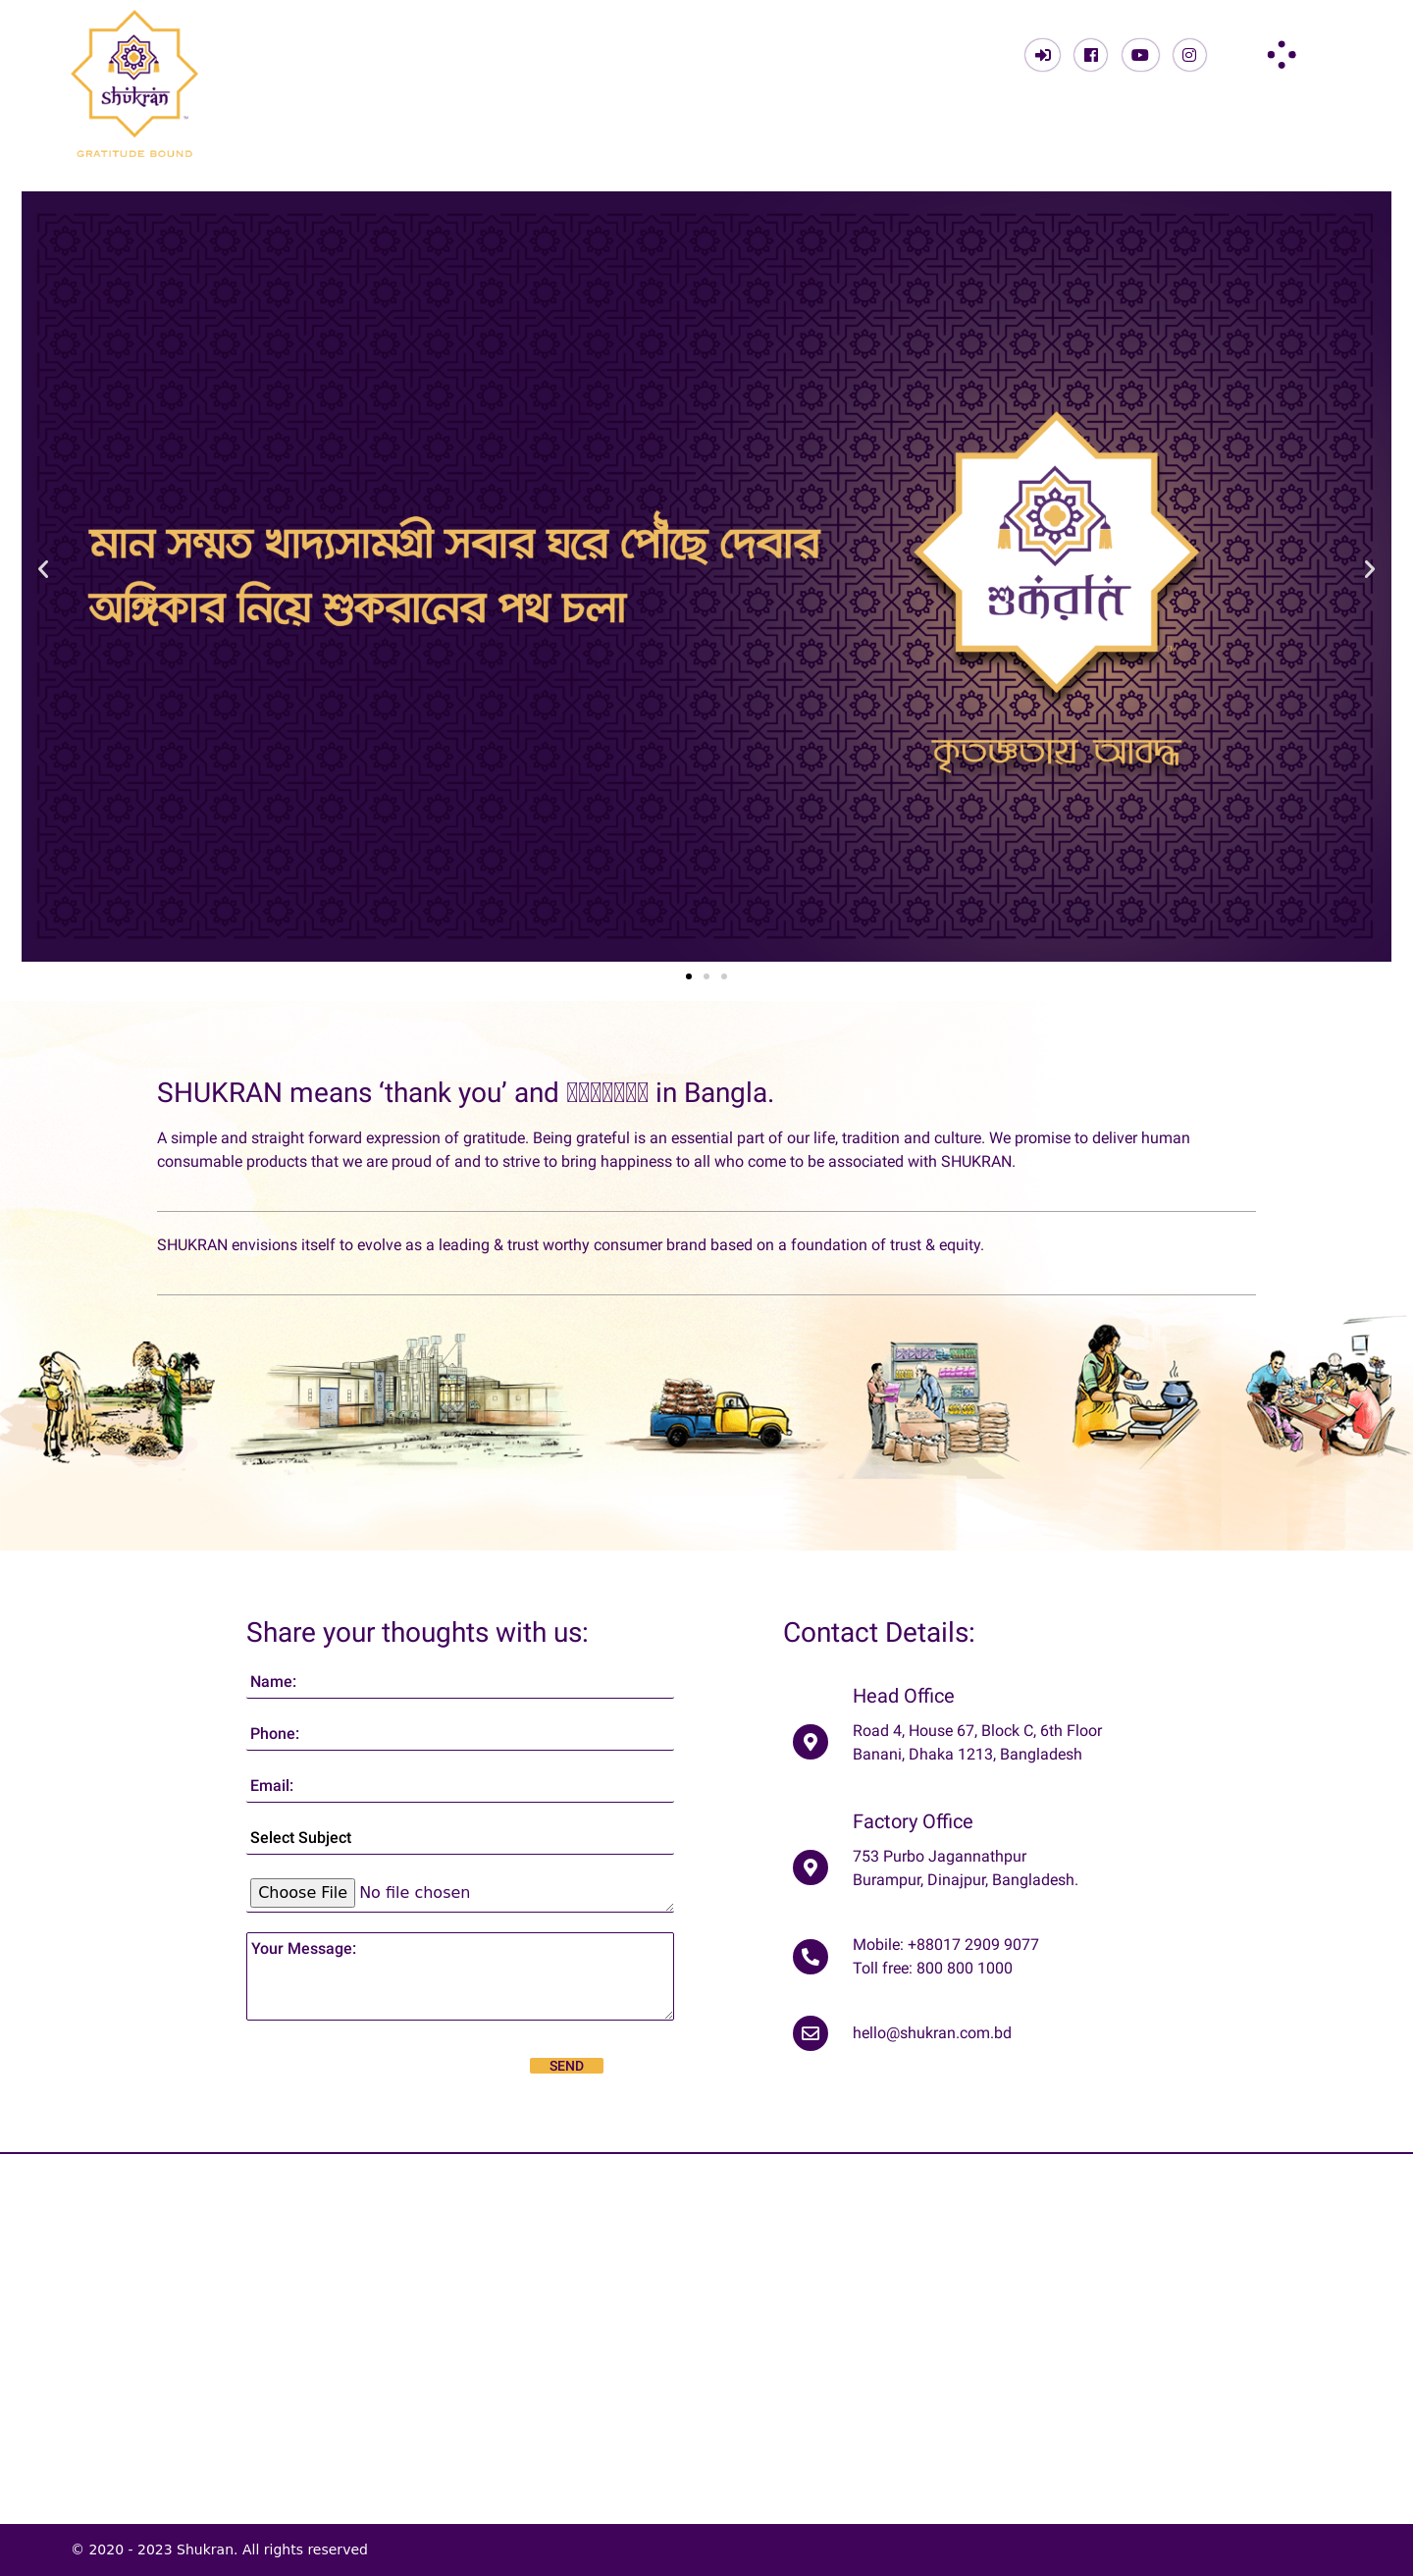 shukran
GRATITUDE BOUND
মান সম্মত খাদ্যসামগ্রী সবার ঘরে পৌঁছে দেবার
অঙ্গিকার নিয়ে শুকরানের পথ চলা
শুকরান
কৃতজ্ঞতায় আবদ্ধ
SHUKRAN means ‘thank you’ and in Bangla.
A simple and straight forward expression of gratitude. Being grateful is an essential part of our life, tradition and culture. We promise to deliver human
consumable products that we are proud of and to strive to bring happiness to all who come to be associated with SHUKRAN.
SHUKRAN envisions itself to evolve as a leading & trust worthy consumer brand based on a foundation of trust & equity.
Share your thoughts with us:
Name:
Phone:
Email:
Select Subject
Choose File No file chosen
Your Message:
SEND
Contact Details:
Head Office
Road 4, House 67, Block C, 6th Floor
Banani, Dhaka 1213, Bangladesh
Factory Office
753 Purbo Jagannathpur
Burampur, Dinajpur, Bangladesh.
Mobile: +88017 2909 9077
Toll free: 800 800 1000
hello@shukran.com.bd
© 2020 - 2023 Shukran. All rights reserved